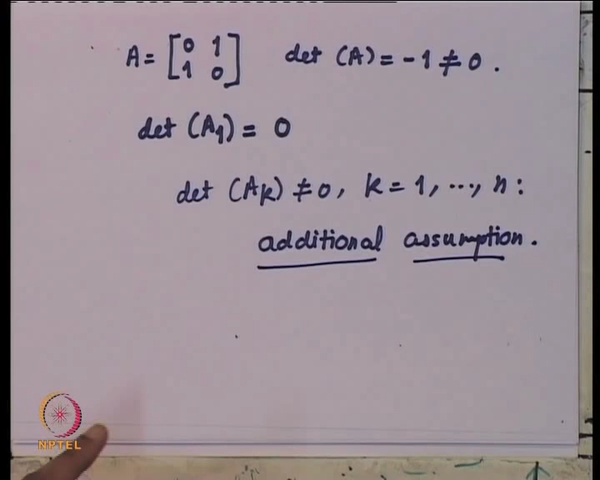 A = [0 1
1 0] det (A) = -1 ≠ 0 .
det (A1) = 0
det (Ak) ≠ 0, k = 1, ..., n :
additional assumption .
NPTEL